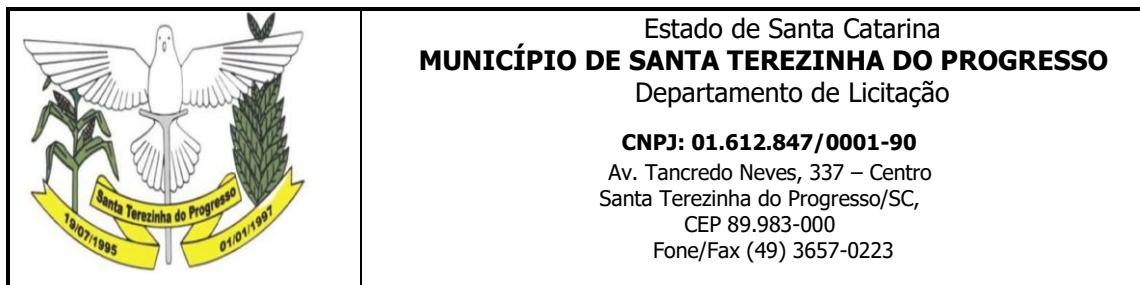 Santa Terezinha do Progresso
19/07/1995
01/01/1997
Estado de Santa Catarina
MUNICÍPIO DE SANTA TEREZINHA DO PROGRESSO
Departamento de Licitação
CNPJ: 01.612.847/0001-90
Av. Tancredo Neves, 337 – Centro
Santa Terezinha do Progresso/SC,
CEP 89.983-000
Fone/Fax (49) 3657-0223